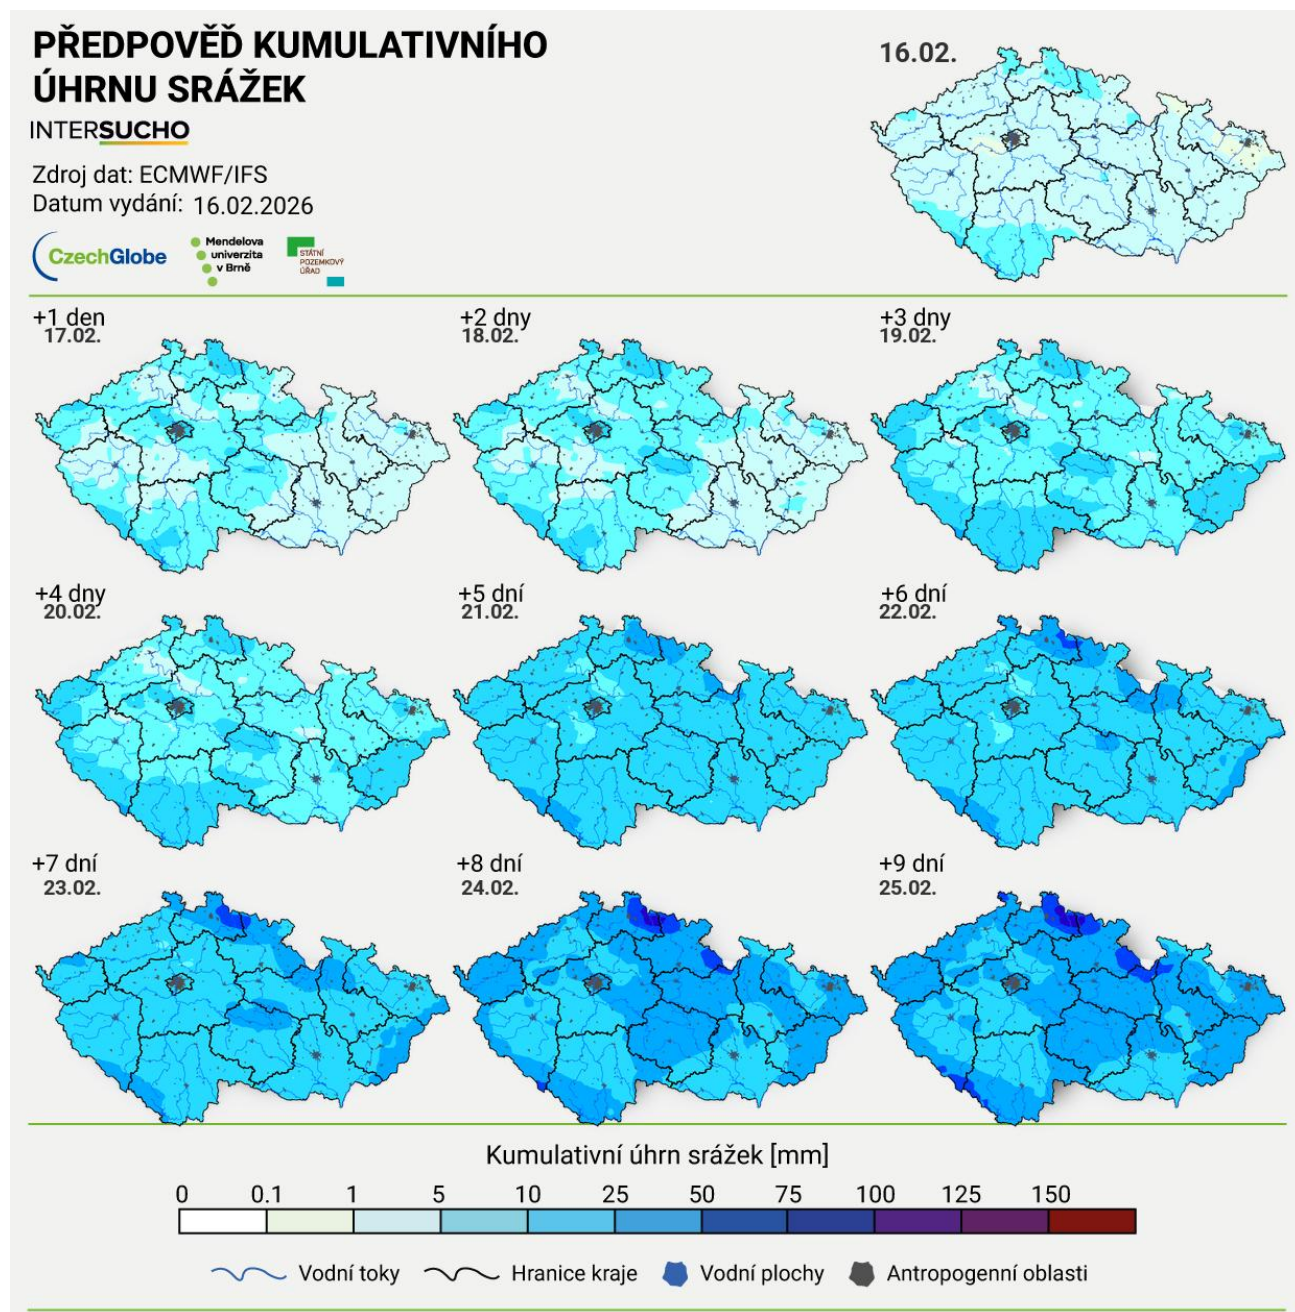 PŘEDPOVĚĎ KUMULATIVNÍHO
ÚHRNU SRÁŽEK
INTERSUCHO
Zdroj dat: ECMWF/IFS
Datum vydání: 16.02.2026
CzechGlobe
Mendelova
univerzita
v Brně
STÁTNÍ
POZEMKOVÝ
ÚŘAD
16.02.
+1 den
17.02.
+2 dny
18.02.
+3 dny
19.02.
+4 dny
20.02.
+5 dní
21.02.
+6 dní
22.02.
+7 dní
23.02.
+8 dní
24.02.
+9 dní
25.02.
Kumulativní úhrn srážek [mm]
0 0.1 1 5 10 25 50 75 100 125 150
Vodní toky Hranice kraje Vodní plochy Antropogenní oblasti